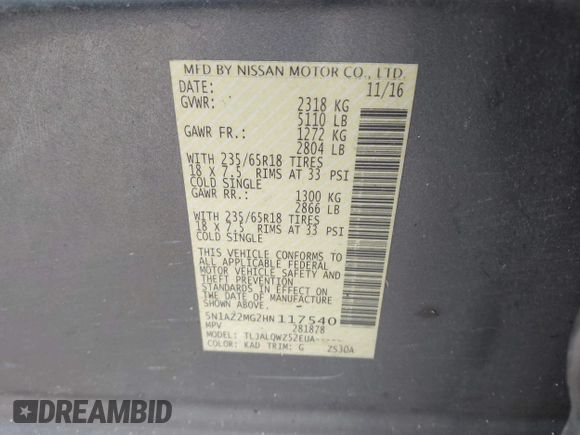 MFD BY NISSAN MOTOR CO., LTD.
DATE: 11/16
GVWR: 2318 KG
5110 LB
GAWR FR.: 1272 KG
2804 LB
WITH 235/65R18 TIRES
18 X 7.5 RIMS AT 33 PSI
COLD SINGLE
GAWR RR.: 1300 KG
2866 LB
WITH 235/65R18 TIRES
18 X 7.5 RIMS AT 33 PSI
COLD SINGLE
THIS VEHICLE CONFORMS TO
ALL APPLICABLE FEDERAL
MOTOR VEHICLE SAFETY AND
THEFT PREVENTION
STANDARDS IN EFFECT ON
THE DATE OF MANUFACTURE
SHOWN ABOVE.
5N1AZ2MG2HN117540
MPV 281878
MODEL: TLJALQWZ52EUA-----
COLOR: KAD TRIM: G 2S30A
DREAMBID